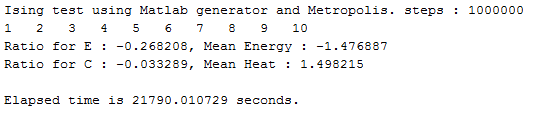 Ising test using Matlab generator and Metropolis. steps : 1000000
1 2 3 4 5 6 7 8 9 10
Ratio for E : -0.268208, Mean Energy : -1.476887
Ratio for C : -0.033289, Mean Heat : 1.498215
Elapsed time is 21790.010729 seconds.